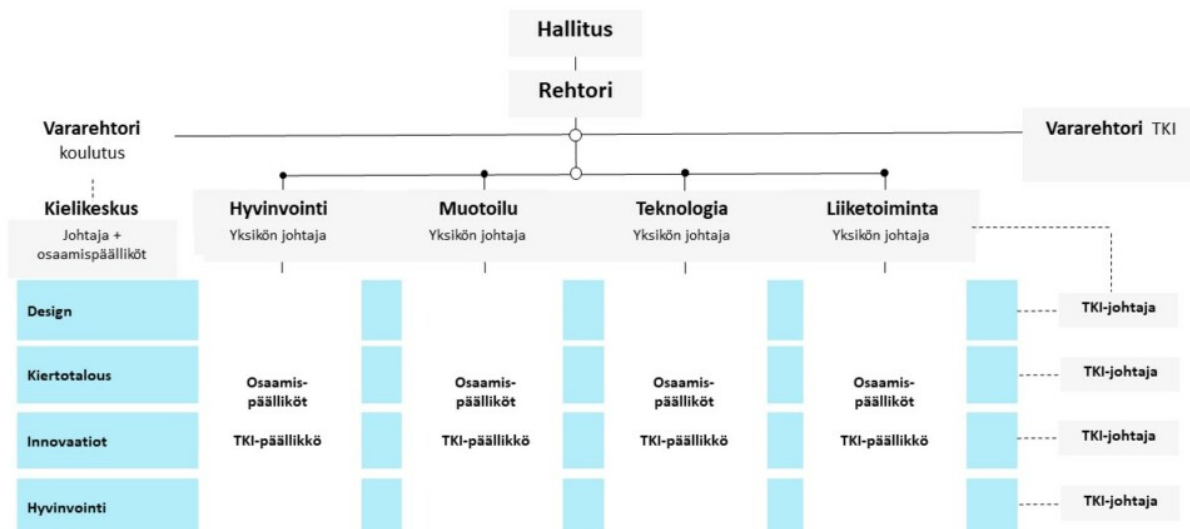 Hallitus
Rehtori
Vararehtori
koulutus
Vararehtori TKI
Kielikeskus
Johtaja +
osaamispäälliköt
Hyvinvointi
Yksikön johtaja
Muotoilu
Yksikön johtaja
Teknologia
Yksikön johtaja
Liiketoiminta
Yksikön johtaja
Design
TKI-johtaja
Kiertotalous
Osaamis-
päälliköt
Osaamis-
päälliköt
Osaamis-
päälliköt
Osaamis-
päälliköt
TKI-johtaja
Innovaatiot
TKI-päällikkö
TKI-päällikkö
TKI-päällikkö
TKI-päällikkö
TKI-johtaja
Hyvinvointi
TKI-johtaja